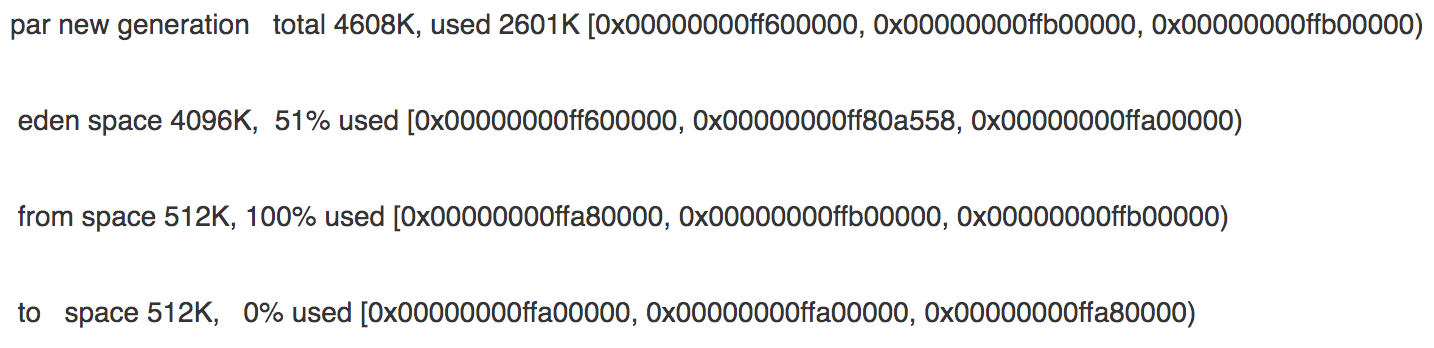 par new generation   total 4608K, used 2601K [0x00000000ff600000, 0x00000000ffb00000, 0x00000000ffb00000)
eden space 4096K,  51% used [0x00000000ff600000, 0x00000000ff80a558, 0x00000000ffa00000)
from space 512K, 100% used [0x00000000ffa80000, 0x00000000ffb00000, 0x00000000ffb00000)
to   space 512K,   0% used [0x00000000ffa00000, 0x00000000ffa00000, 0x00000000ffa80000)